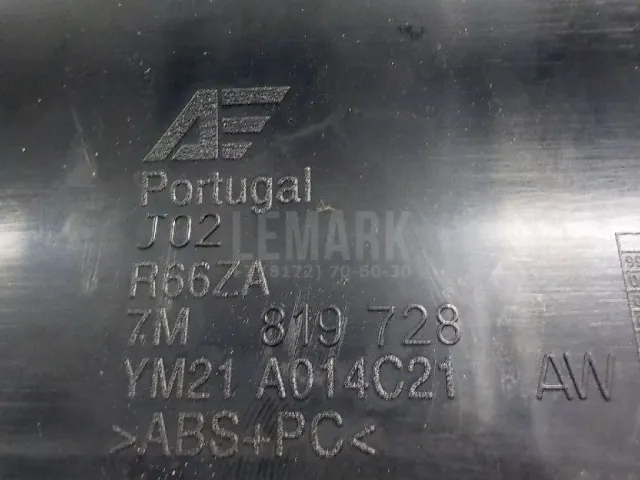 AE
Portugal
J02
LEMARK
R66ZA
7M 819 728
YM21 A014C21 AW
>ABS+PC<